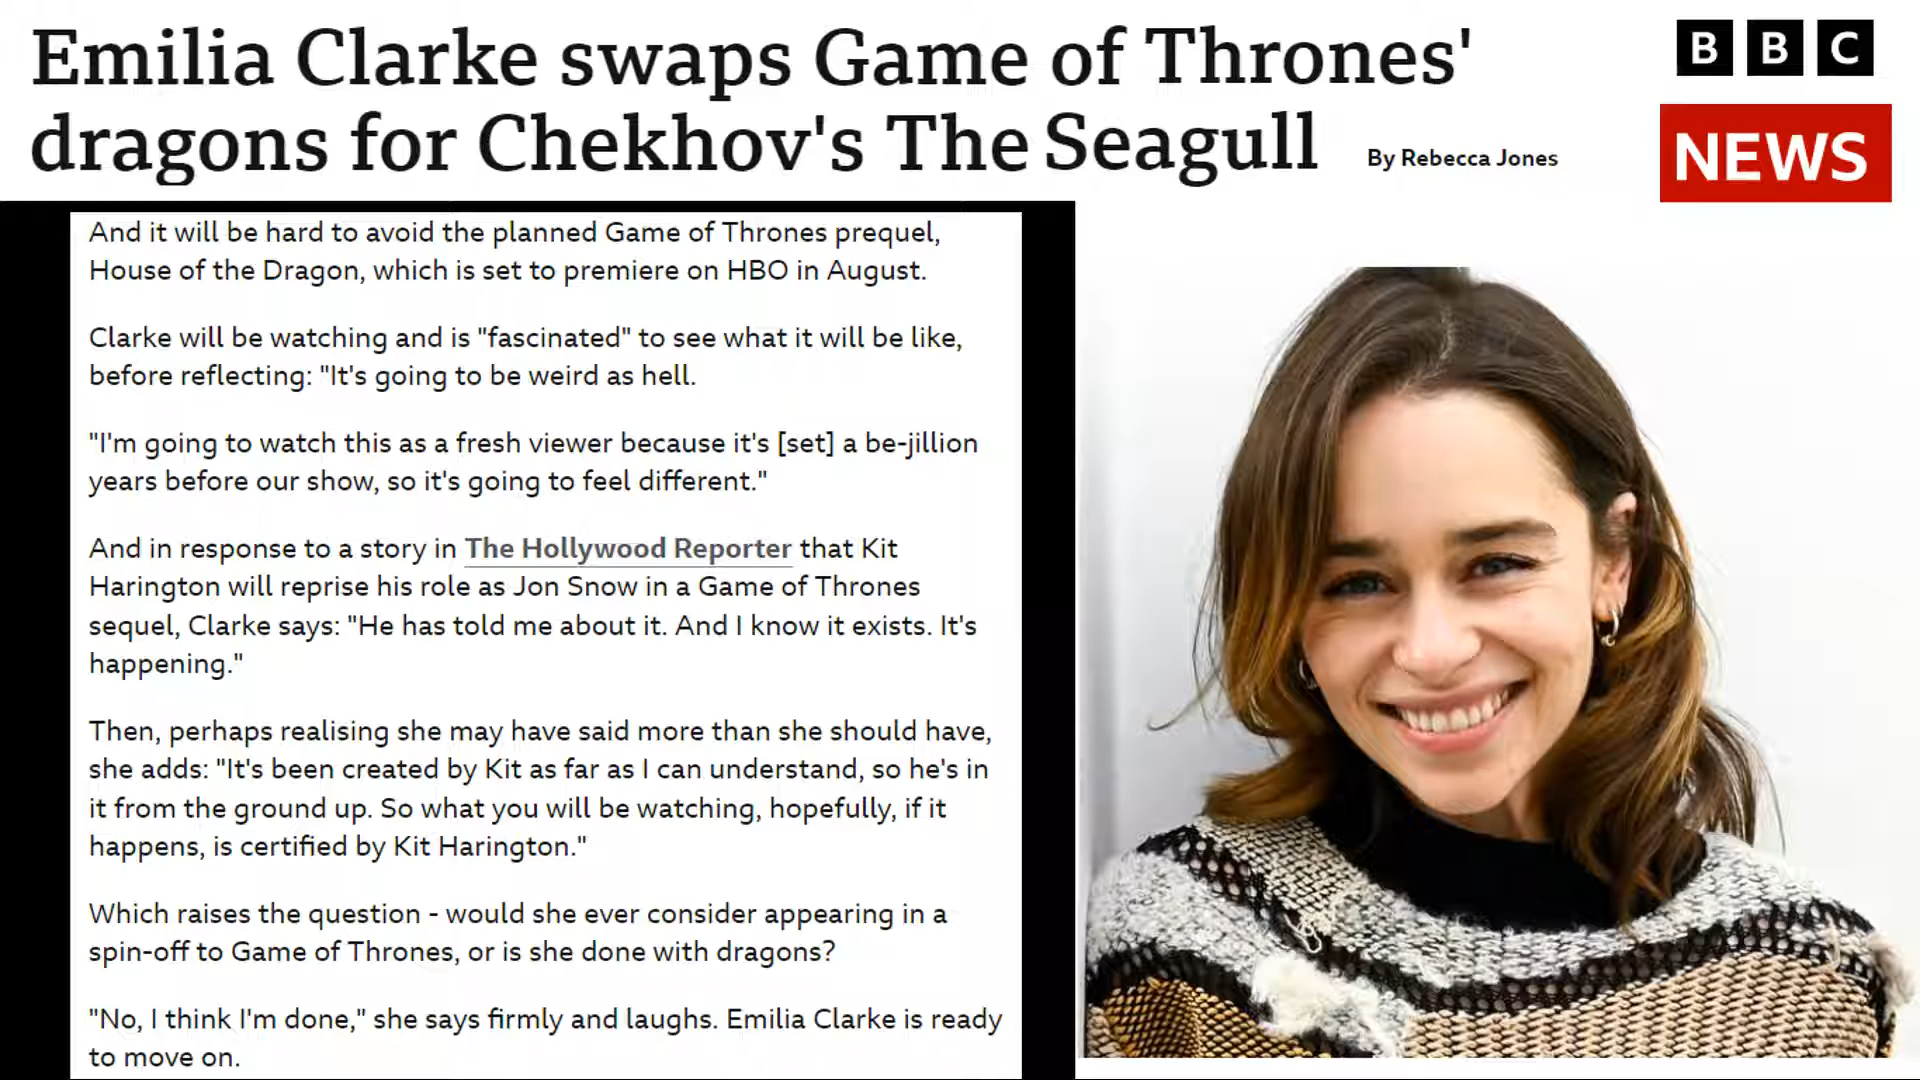 Emilia Clarke swaps Game of Thrones'
dragons for Chekhov's The Seagull
By Rebecca Jones
BBC
NEWS
And it will be hard to avoid the planned Game of Thrones prequel,
House of the Dragon, which is set to premiere on HBO in August.
Clarke will be watching and is "fascinated" to see what it will be like,
before reflecting: "It's going to be weird as hell.
"I'm going to watch this as a fresh viewer because it's [set] a be-jillion
years before our show, so it's going to feel different."
And in response to a story in The Hollywood Reporter that Kit
Harington will reprise his role as Jon Snow in a Game of Thrones
sequel, Clarke says: "He has told me about it. And I know it exists. It's
happening."
Then, perhaps realising she may have said more than she should have,
she adds: "It's been created by Kit as far as I can understand, so he's in
it from the ground up. So what you will be watching, hopefully, if it
happens, is certified by Kit Harington."
Which raises the question - would she ever consider appearing in a
spin-off to Game of Thrones, or is she done with dragons?
"No, I think I'm done," she says firmly and laughs. Emilia Clarke is ready
to move on.